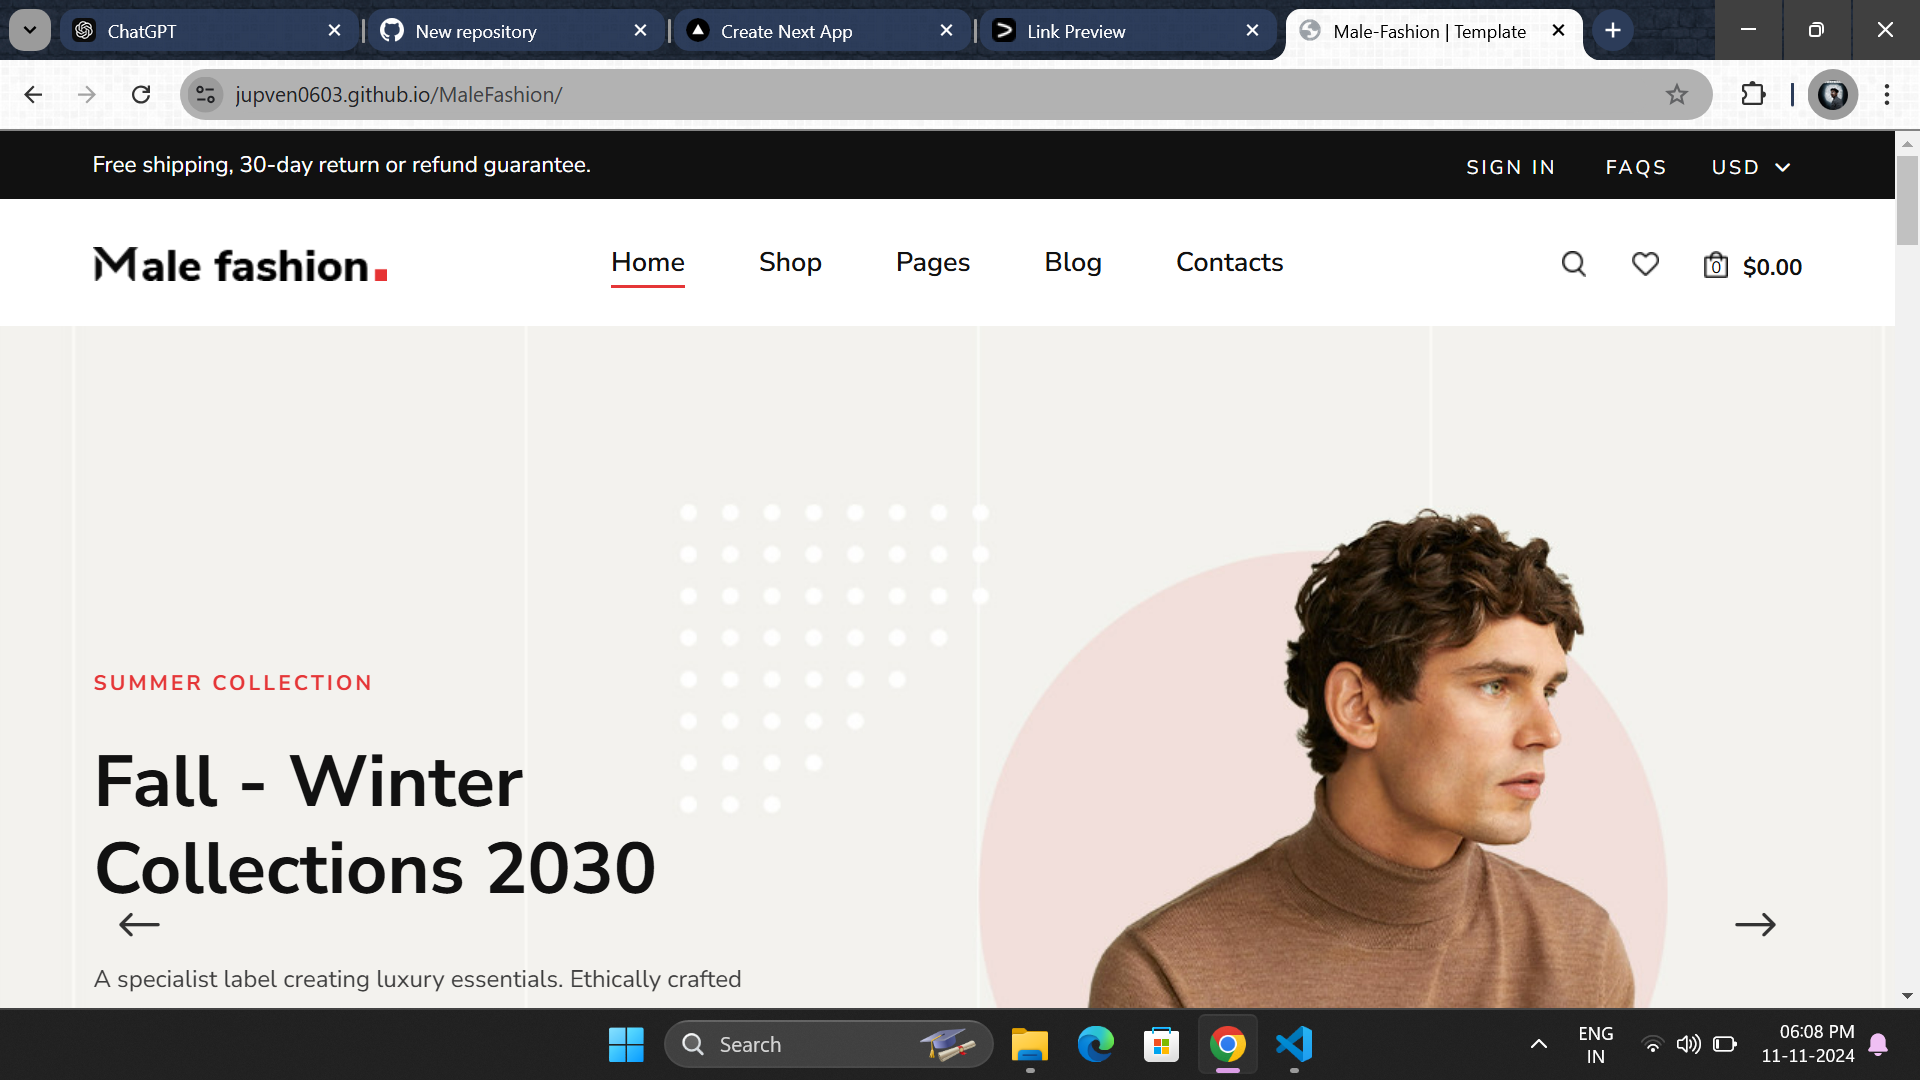 ChatGPT
New repository
Create Next App
Link Preview
Male-Fashion | Template
jupven0603.github.io/MaleFashion/
Free shipping, 30-day return or refund guarantee.
SIGN IN
FAQS
USD
Male fashion.
Home
Shop
Pages
Blog
Contacts
0
$0.00
SUMMER COLLECTION
Fall - Winter
Collections 2030
A specialist label creating luxury essentials. Ethically crafted
Search
ENG
IN
06:08 PM
11-11-2024